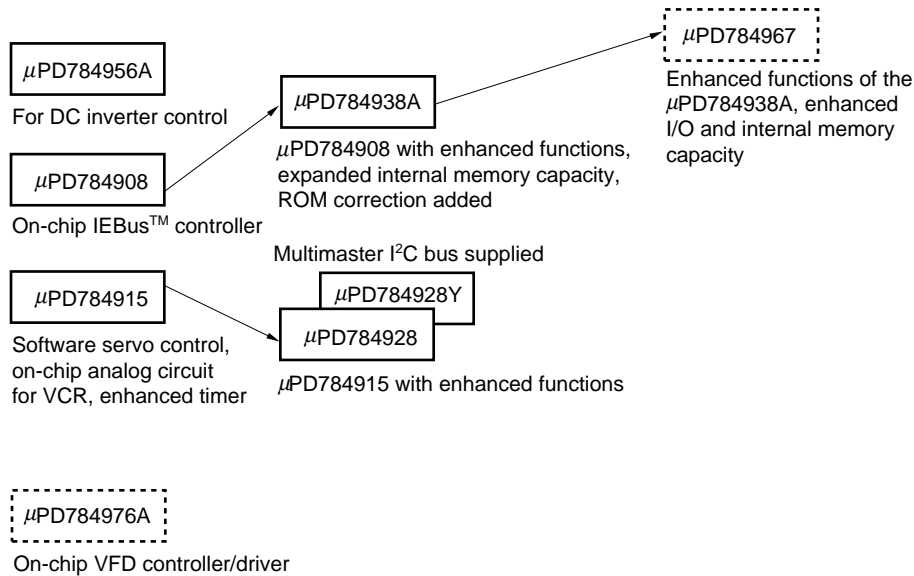 μPD784956A
For DC inverter control
μPD784908
On-chip IEBusTM controller
μPD784938A
μPD784908 with enhanced functions,
expanded internal memory capacity,
ROM correction added
μPD784967
Enhanced functions of the
μPD784938A, enhanced
I/O and internal memory
capacity
μPD784915
Software servo control,
on-chip analog circuit
for VCR, enhanced timer
Multimaster I2C bus supplied
μPD784928Y
μPD784928
μPD784915 with enhanced functions
μPD784976A
On-chip VFD controller/driver